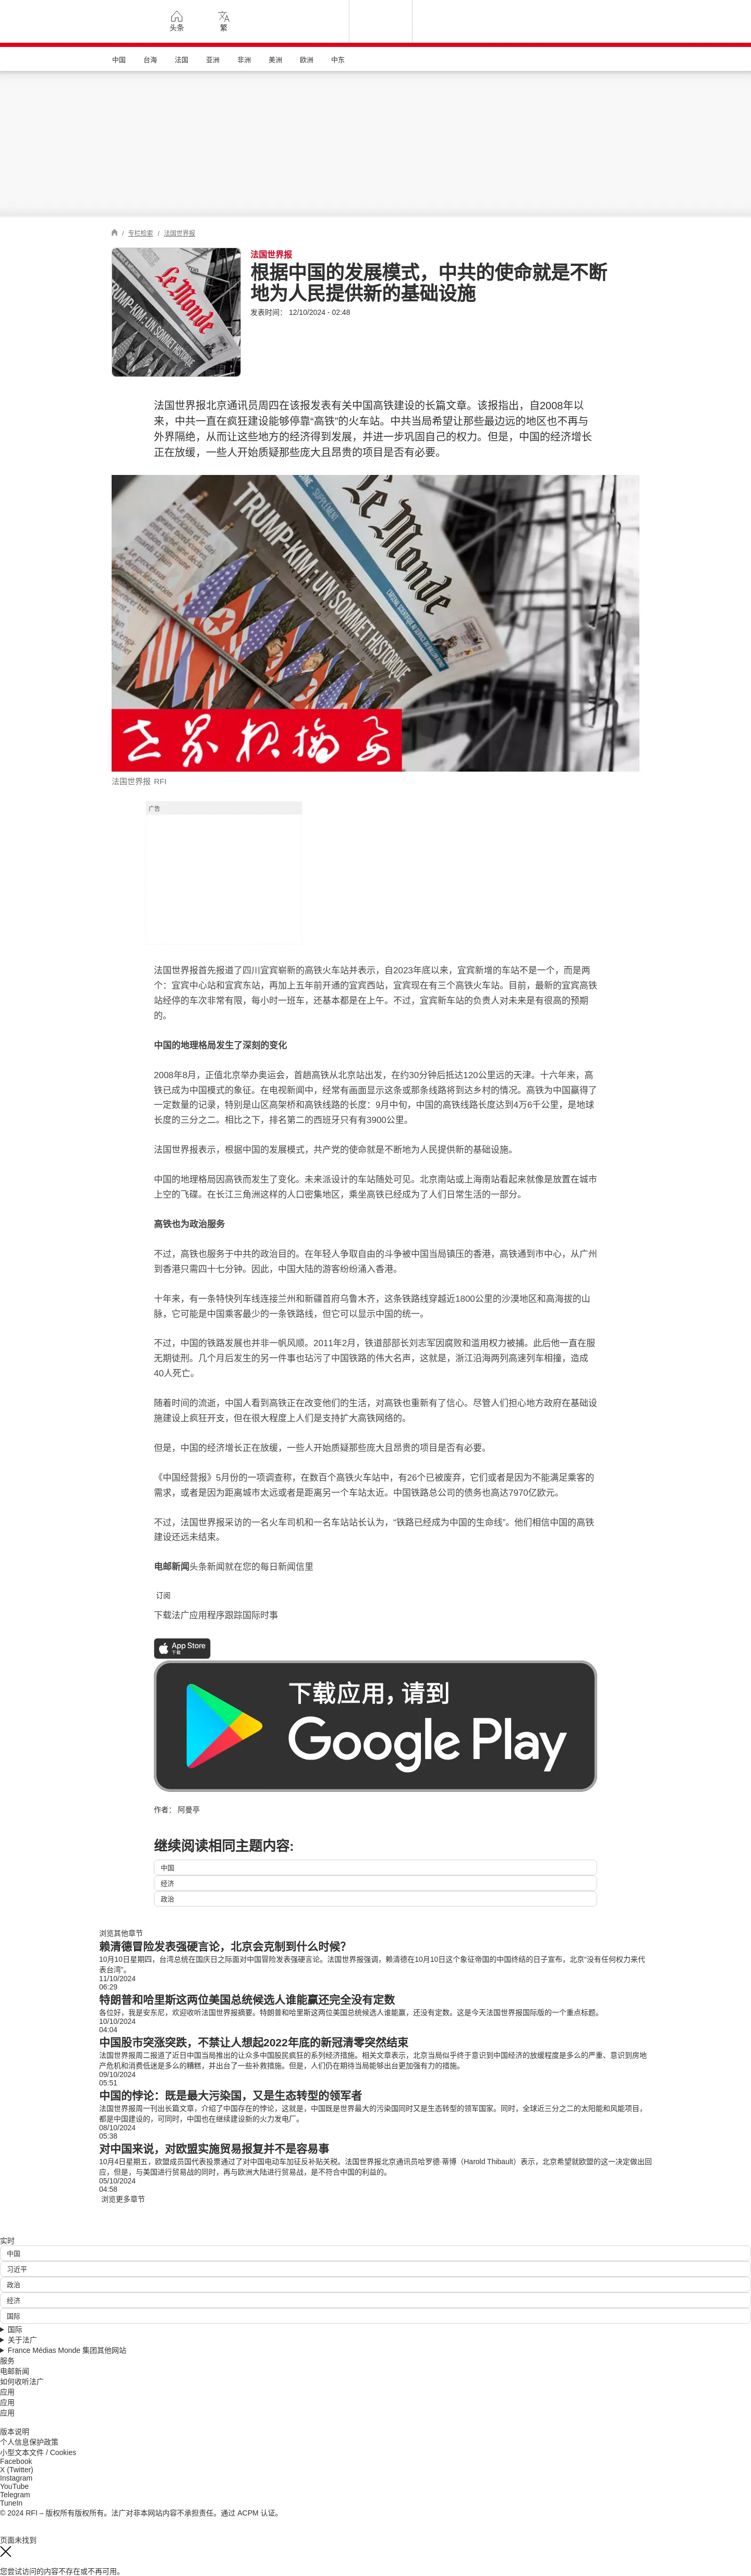 头条
繁
中国 台海 法国 亚洲 非洲 美洲 欧洲 中东
/ 专栏检索 / 法国世界报
法国世界报
根据中国的发展模式，中共的使命就是不断
地为人民提供新的基础设施
发表时间： 12/10/2024 - 02:48
Le Monde
TRUMP-KIM : UN SOMMET HISTORIQUE
法国世界报北京通讯员周四在该报发表有关中国高铁建设的长篇文章。该报指出，自2008年以
来，中共一直在疯狂建设能够停靠“高铁”的火车站。中共当局希望让那些最边远的地区也不再与
外界隔绝，从而让这些地方的经济得到发展，并进一步巩固自己的权力。但是，中国的经济增长
正在放缓，一些人开始质疑那些庞大且昂贵的项目是否有必要。
Le Monde
TRUMP-KIM : UN SOMMET HISTORIQUE
世界报摘要
法国世界报 RFI
广告
法国世界报首先报道了四川宜宾崭新的高铁火车站并表示，自2023年底以来，宜宾新增的车站不是一个，而是两
个：宜宾中心站和宜宾东站，再加上五年前开通的宜宾西站，宜宾现在有三个高铁火车站。目前，最新的宜宾高铁
站经停的车次非常有限，每小时一班车，还基本都是在上午。不过，宜宾新车站的负责人对未来是有很高的预期
的。
中国的地理格局发生了深刻的变化
2008年8月，正值北京举办奥运会，首趟高铁从北京站出发，在约30分钟后抵达120公里远的天津。十六年来，高
铁已成为中国模式的象征。在电视新闻中，经常有画面显示这条或那条线路将到达乡村的情况。高铁为中国赢得了
一定数量的记录，特别是山区高架桥和高铁线路的长度：9月中旬，中国的高铁线路长度达到4万6千公里，是地球
长度的三分之二。相比之下，排名第二的西班牙只有有3900公里。
法国世界报表示，根据中国的发展模式，共产党的使命就是不断地为人民提供新的基础设施。
中国的地理格局因高铁而发生了变化。未来派设计的车站随处可见。北京南站或上海南站看起来就像是放置在城市
上空的飞碟。在长江三角洲这样的人口密集地区，乘坐高铁已经成为了人们日常生活的一部分。
高铁也为政治服务
不过，高铁也服务于中共的政治目的。在年轻人争取自由的斗争被中国当局镇压的香港，高铁通到市中心，从广州
到香港只需四十七分钟。因此，中国大陆的游客纷纷涌入香港。
十年来，有一条特快列车线连接兰州和新疆首府乌鲁木齐，这条铁路线穿越近1800公里的沙漠地区和高海拔的山
脉，它可能是中国乘客最少的一条铁路线，但它可以显示中国的统一。
不过，中国的铁路发展也并非一帆风顺。2011年2月，铁道部部长刘志军因腐败和滥用权力被捕。此后他一直在服
无期徒刑。几个月后发生的另一件事也玷污了中国铁路的伟大名声，这就是，浙江沿海两列高速列车相撞，造成
40人死亡。
随着时间的流逝，中国人看到高铁正在改变他们的生活，对高铁也重新有了信心。尽管人们担心地方政府在基础设
施建设上疯狂开支，但在很大程度上人们是支持扩大高铁网络的。
但是，中国的经济增长正在放缓，一些人开始质疑那些庞大且昂贵的项目是否有必要。
《中国经营报》5月份的一项调查称，在数百个高铁火车站中，有26个已被废弃，它们或者是因为不能满足乘客的
需求，或者是因为距离城市太远或者是距离另一个车站太近。中国铁路总公司的债务也高达7970亿欧元。
不过，法国世界报采访的一名火车司机和一名车站站长认为，“铁路已经成为中国的生命线”。他们相信中国的高铁
建设还远未结束。
电邮新闻头条新闻就在您的每日新闻信里
订阅
下载法广应用程序跟踪国际时事
App Store
下载
下载应用，请到
Google Play
作者： 阿曼亭
继续阅读相同主题内容:
中国
经济
政治
浏览其他章节
赖清德冒险发表强硬言论，北京会克制到什么时候？
10月10日星期四，台湾总统在国庆日之际面对中国冒险发表强硬言论。法国世界报强调，赖清德在10月10日这个象征帝国的中国终结的日子宣布，北京“没有任何权力来代
表台湾”。
11/10/2024
06:29
特朗普和哈里斯这两位美国总统候选人谁能赢还完全没有定数
各位好，我是安东尼，欢迎收听法国世界报摘要。特朗普和哈里斯这两位美国总统候选人谁能赢，还没有定数。这是今天法国世界报国际版的一个重点标题。
10/10/2024
04:04
中国股市突涨突跌，不禁让人想起2022年底的新冠清零突然结束
法国世界报周二报道了近日中国当局推出的让众多中国股民疯狂的系列经济措施。相关文章表示，北京当局似乎终于意识到中国经济的放缓程度是多么的严重、意识到房地
产危机和消费低迷是多么的糟糕，并出台了一些补救措施。但是，人们仍在期待当局能够出台更加强有力的措施。
09/10/2024
05:51
中国的悖论：既是最大污染国，又是生态转型的领军者
法国世界报周一刊出长篇文章，介绍了中国存在的悖论，这就是，中国既是世界最大的污染国同时又是生态转型的领军国家。同时，全球近三分之二的太阳能和风能项目，
都是中国建设的，可同时，中国也在继续建设新的火力发电厂。
08/10/2024
05:38
对中国来说，对欧盟实施贸易报复并不是容易事
10月4日星期五，欧盟成员国代表投票通过了对中国电动车加征反补贴关税。法国世界报北京通讯员哈罗德·蒂博（Harold Thibault）表示，北京希望就欧盟的这一决定做出回
应，但是，与美国进行贸易战的同时，再与欧洲大陆进行贸易战，是不符合中国的利益的。
05/10/2024
04:58
浏览更多章节
实时
中国
习近平
政治
经济
国际
国际
关于法广
France Médias Monde 集团其他网站
服务
电邮新闻
如何收听法广
应用
应用
应用
版本说明
个人信息保护政策
小型文本文件 / Cookies
Facebook
X (Twitter)
Instagram
YouTube
Telegram
TuneIn
© 2024 RFI – 版权所有版权所有。法广对非本网站内容不承担责任。通过 ACPM 认证。
页面未找到
您尝试访问的内容不存在或不再可用。